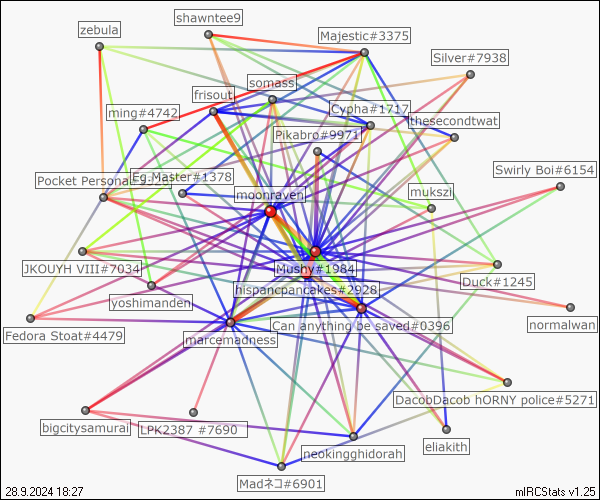 shawntee9
zebula
Majestic#3375
Silver#7938
somass
frisout
Cypha#1717
ming#4742
thesecondtwat
Pikabro#9971
Swirly Boi#6154
Eg.Master#1378
Pocket Persona
moonraven
mukszi
JKOUYH VIII#7034
Mushy#1984
Duck#1245
hispancpancakes#2928
yoshimanden
Can anything be saved#0396
normalwan
Fedora Stoat#4479
marcemadness
DacobDacob hORNY police#5271
bigcitysamurai
LPK2387 #7690
eliakith
neokingghidorah
Madネコ#6901
28.9.2024 18:27
mIRCStats v1.25